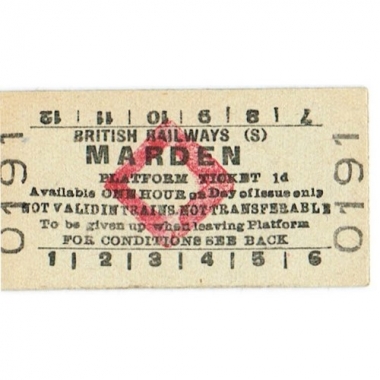 7 | 8 | 9 | 10 | 11 | 12
BRITISH RAILWAYS (S)
MARDEN
PLATFORM TICKET 1d
Available ONE HOUR on Day of Issue only
NOT VALID IN TRAINS. NOT TRANSFERABLE
To be given up when leaving Platform
FOR CONDITIONS SEE BACK
1 | 2 | 3 | 4 | 5 | 6
0191
0191